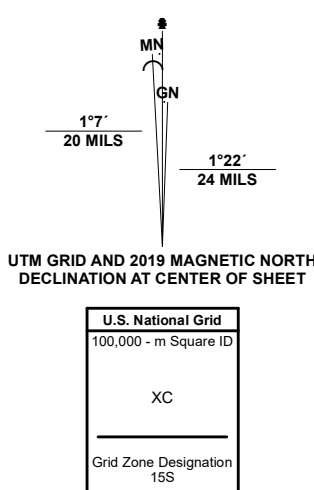 MN
GN
1°7´
20 MILS
1°22´
24 MILS
UTM GRID AND 2019 MAGNETIC NORTH
DECLINATION AT CENTER OF SHEET
U.S. National Grid
100,000 - m Square ID
XC
Grid Zone Designation
15S